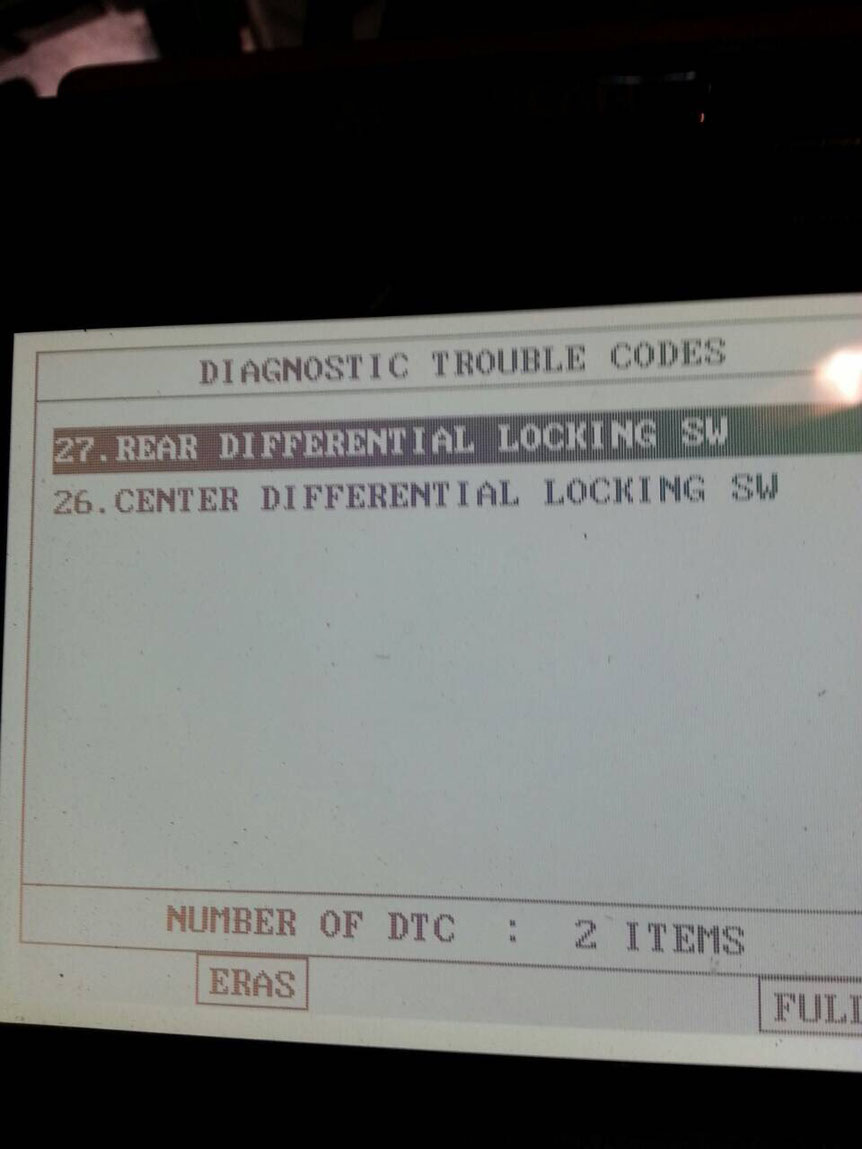 DIAGNOSTIC TROUBLE CODES
27.REAR DIFFERENTIAL LOCKING SW
26.CENTER DIFFERENTIAL LOCKING SW
NUMBER OF DTC : 2 ITEMS
ERAS
FULL